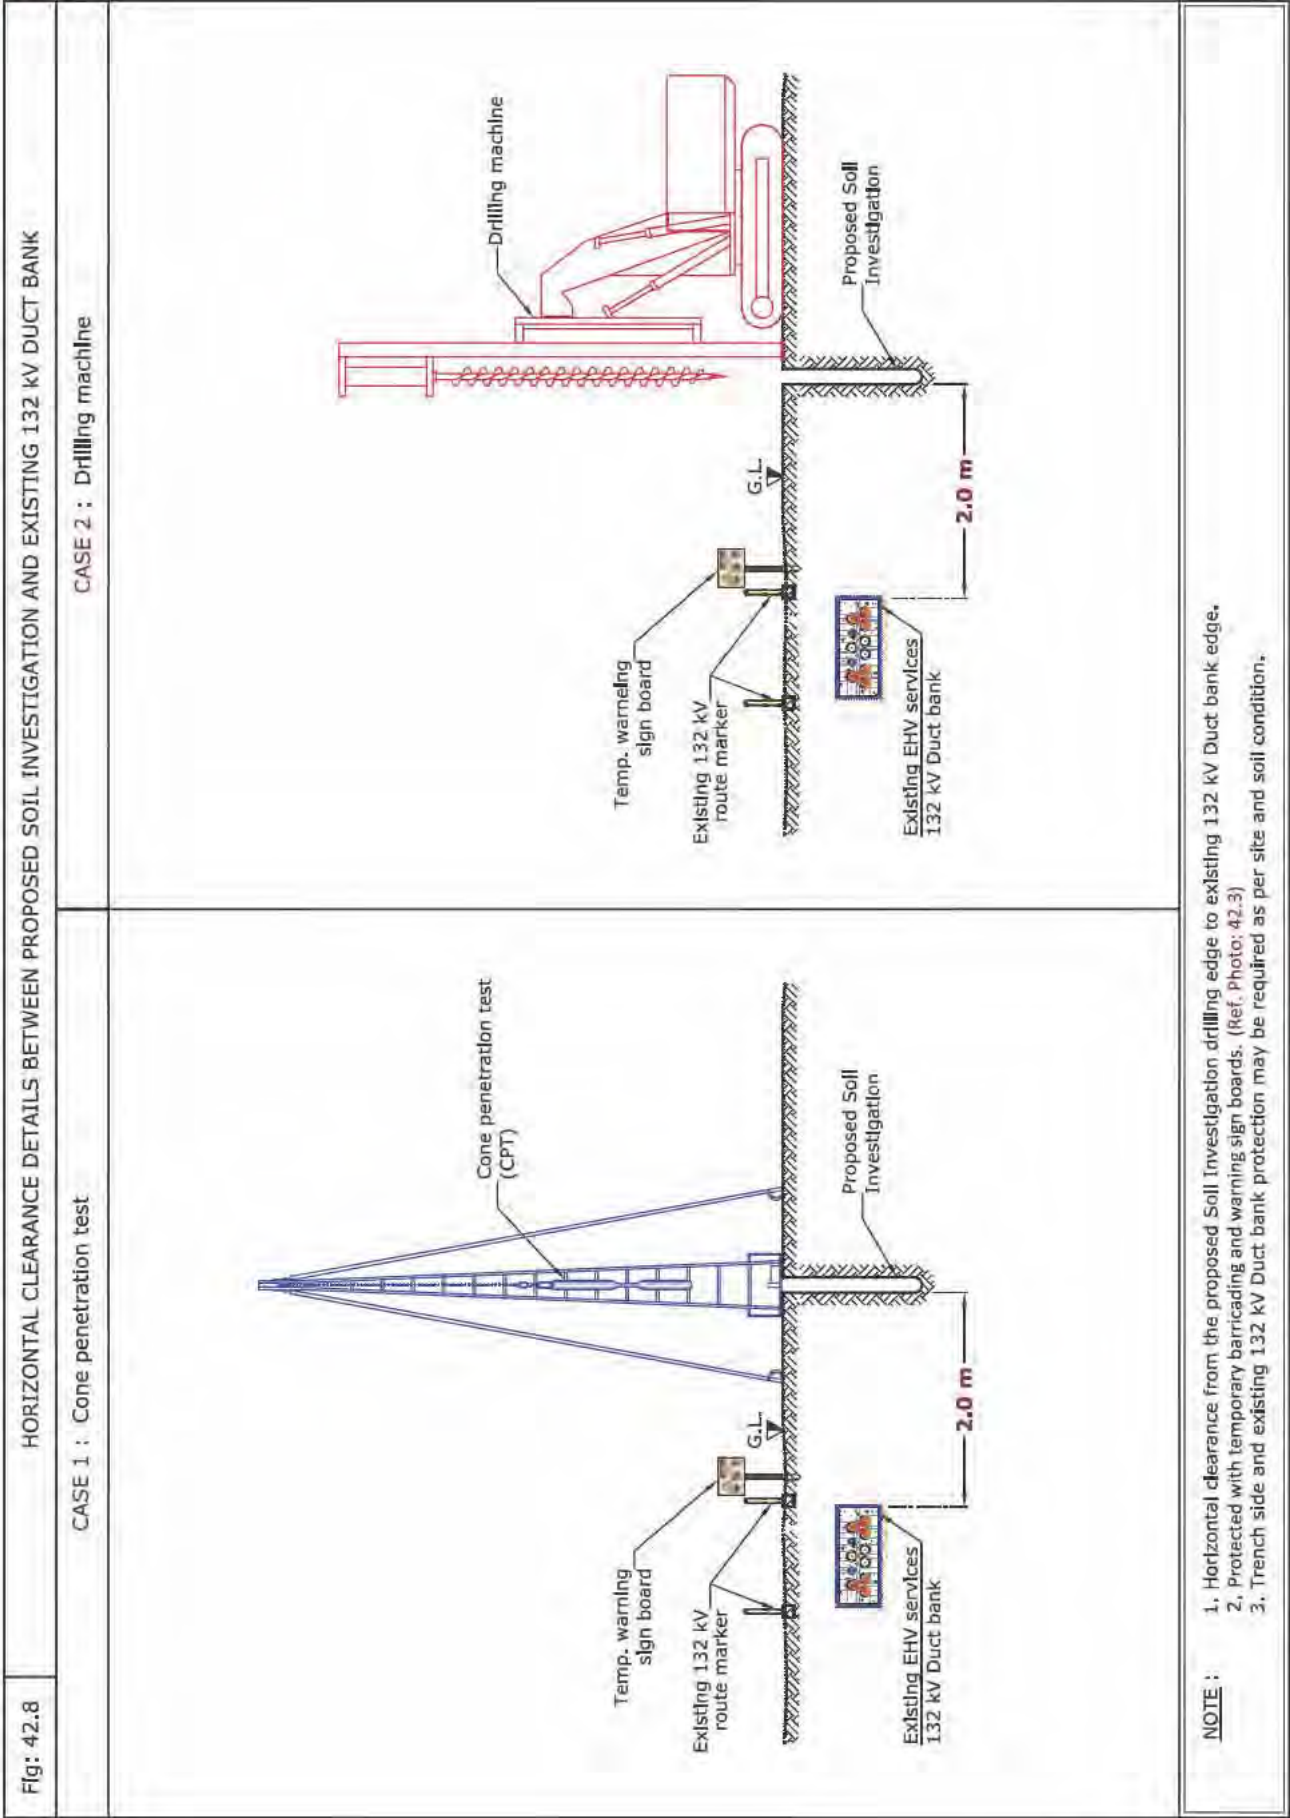 Fig: 42.8
HORIZONTAL CLEARANCE DETAILS BETWEEN PROPOSED SOIL INVESTIGATION AND EXISTING 132 kV DUCT BANK
CASE 1 : Cone penetration test
Cone penetration test
(CPT)
Temp. warning
sign board
G.L.
Existing 132 kV
route marker
Proposed Soil
Investigation
Existing EHV services
132 kV Duct bank
2.0 m
CASE 2 : Drilling machine
Drilling machine
Temp. warneing
sign board
G.L.
Existing 132 kV
route marker
Proposed Soil
Investigation
Existing EHV services
132 kV Duct bank
2.0 m
NOTE :
1. Horizontal clearance from the proposed Soil Investigation drilling edge to existing 132 kV Duct bank edge.
2. Protected with temporary barricading and warning sign boards. (Ref. Photo: 42.3)
3. Trench side and existing 132 kV Duct bank protection may be required as per site and soil condition.